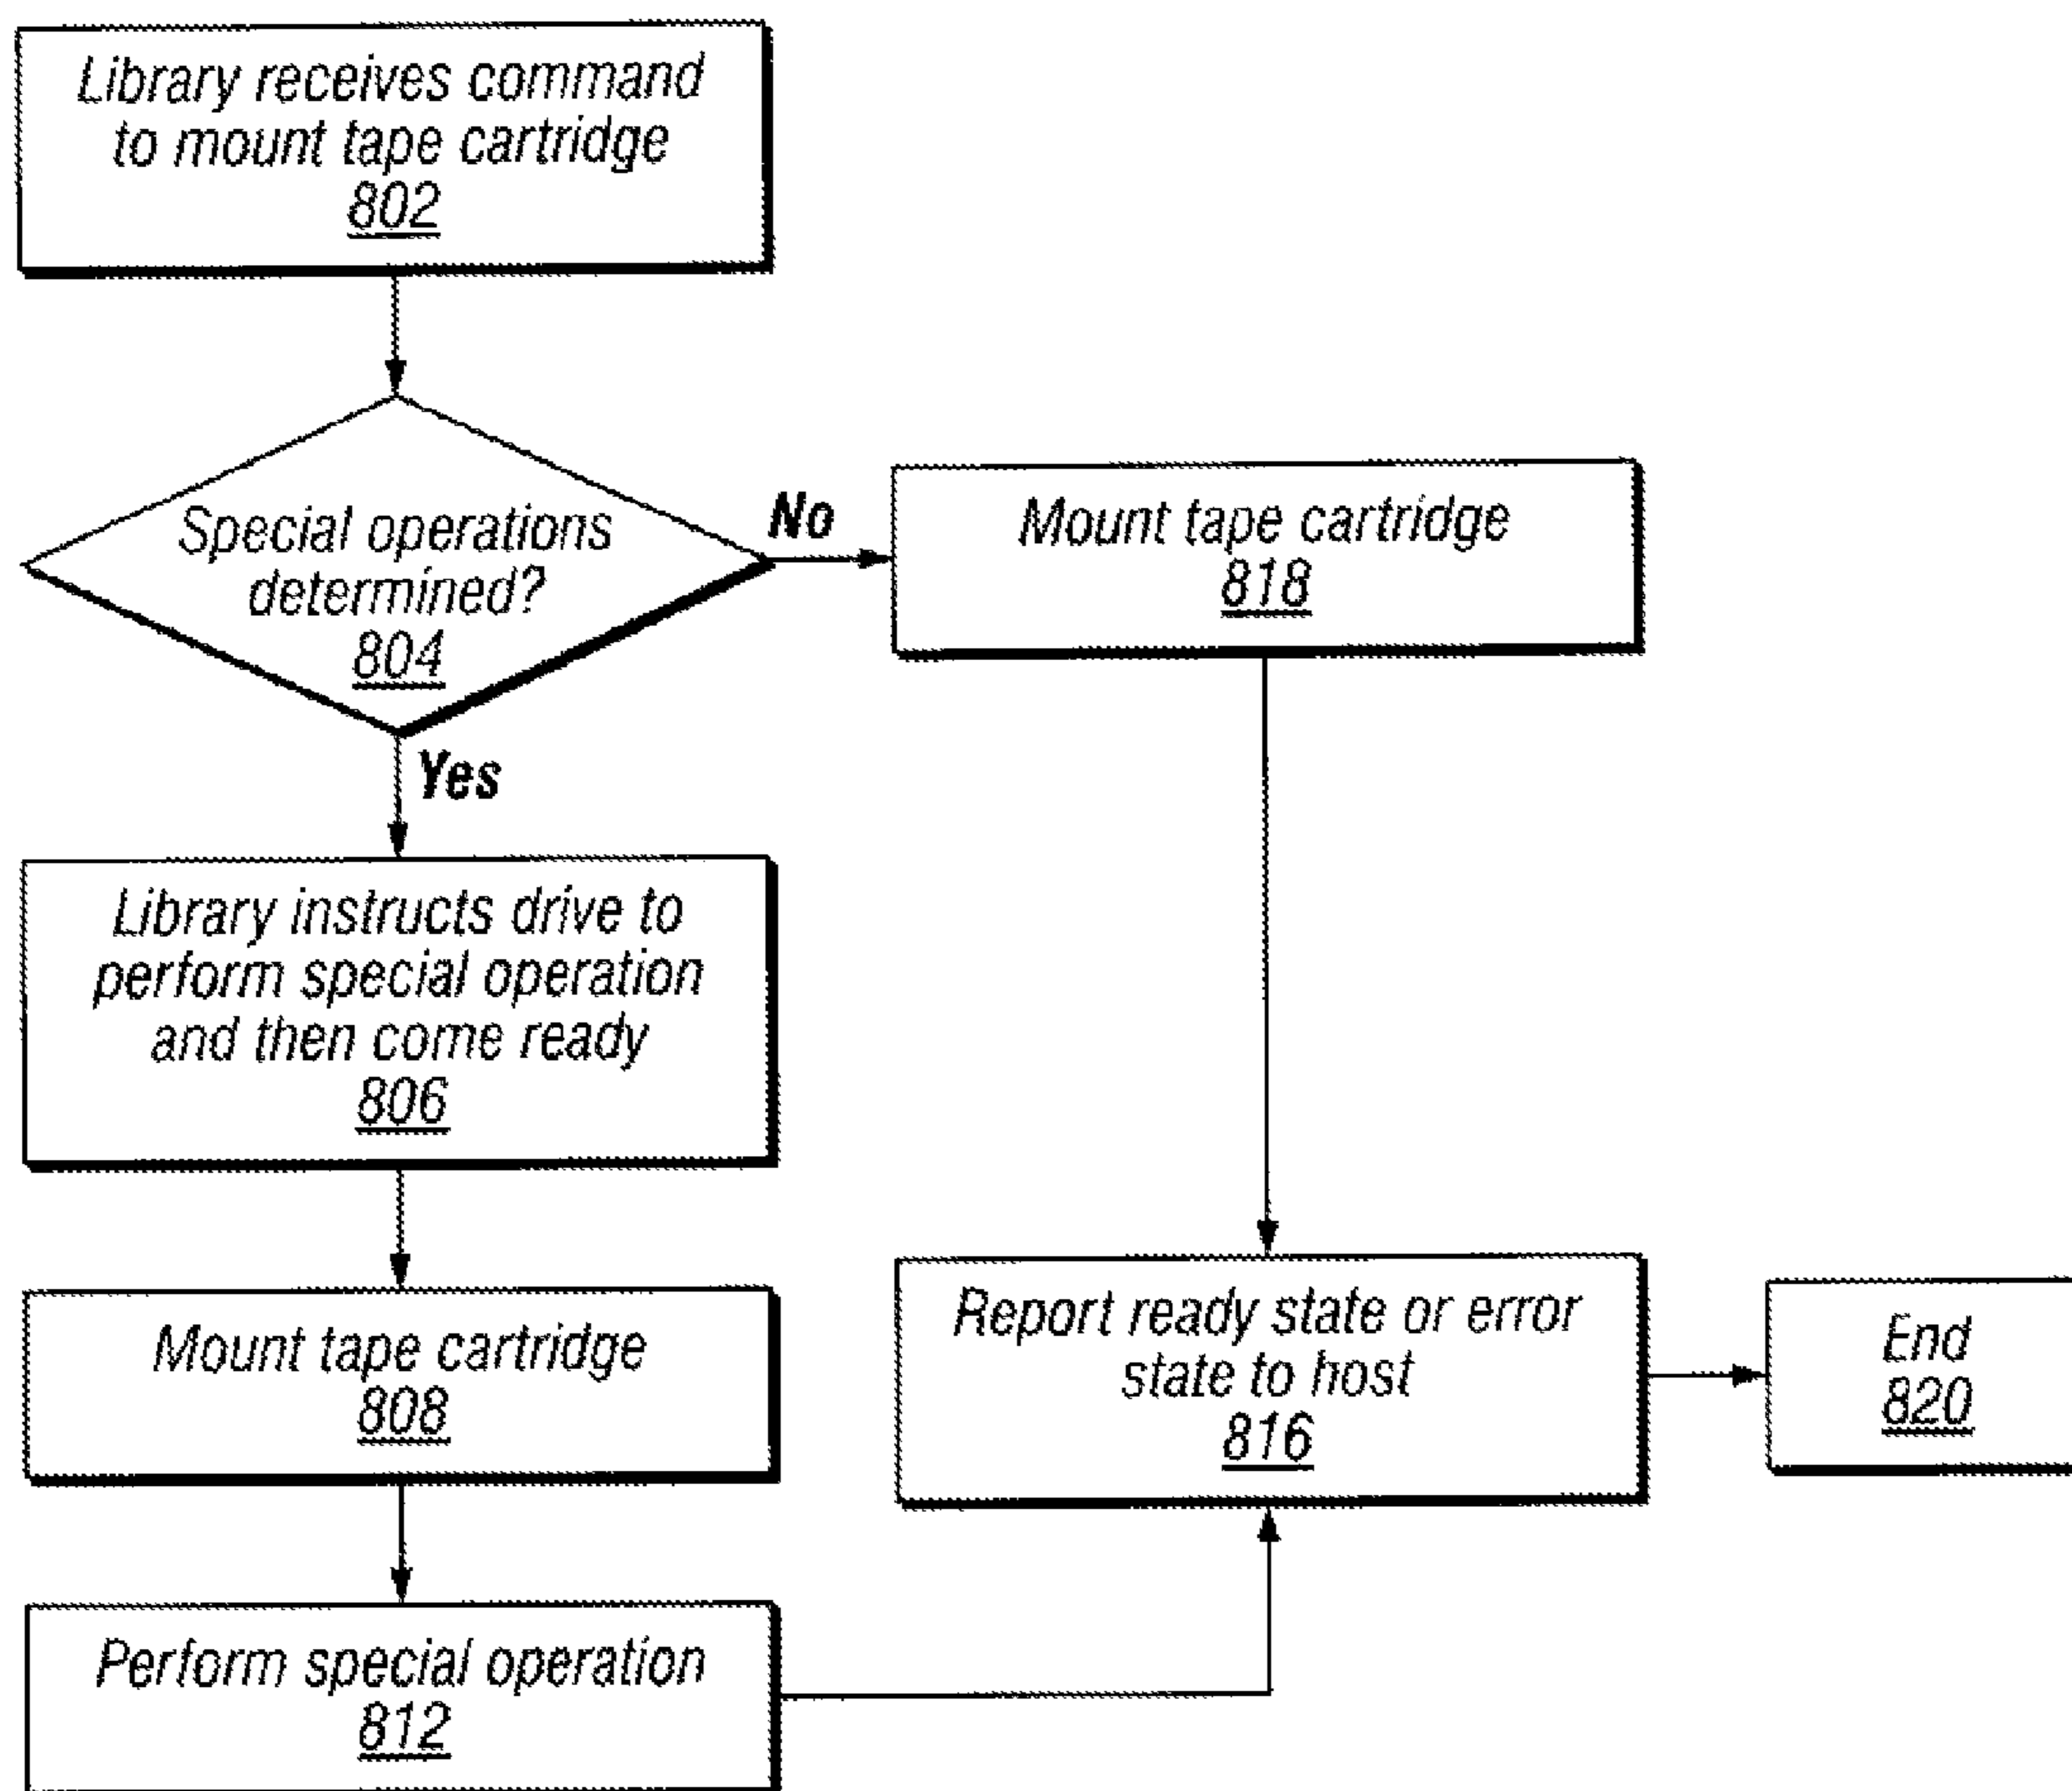 Library receives command
to mount tape cartridge
802
Special operations
determined?
804
No
Mount tape cartridge
818
Yes
Library instructs drive to
perform special operation
and then come ready
806
Mount tape cartridge
808
Report ready state or error
state to host
816
End
820
Perform special operation
812